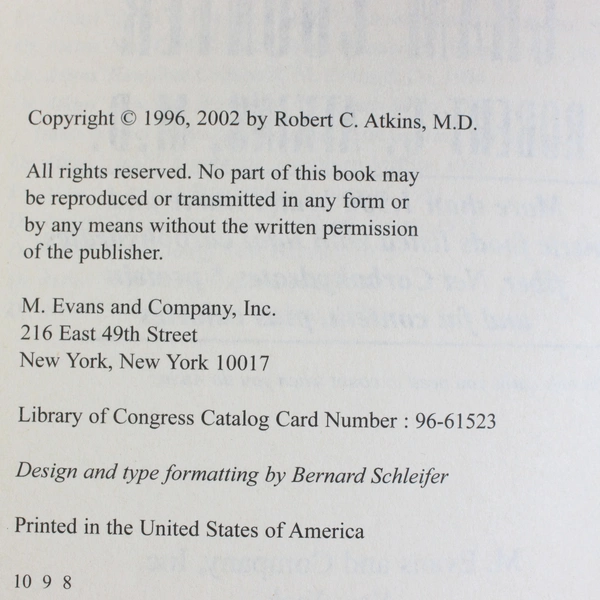 Copyright © 1996, 2002 by Robert C. Atkins, M.D.
All rights reserved. No part of this book may
be reproduced or transmitted in any form or
by any means without the written permission
of the publisher.
M. Evans and Company, Inc.
216 East 49th Street
New York, New York 10017
Library of Congress Catalog Card Number : 96-61523
Design and type formatting by Bernard Schleifer
Printed in the United States of America
10 9 8